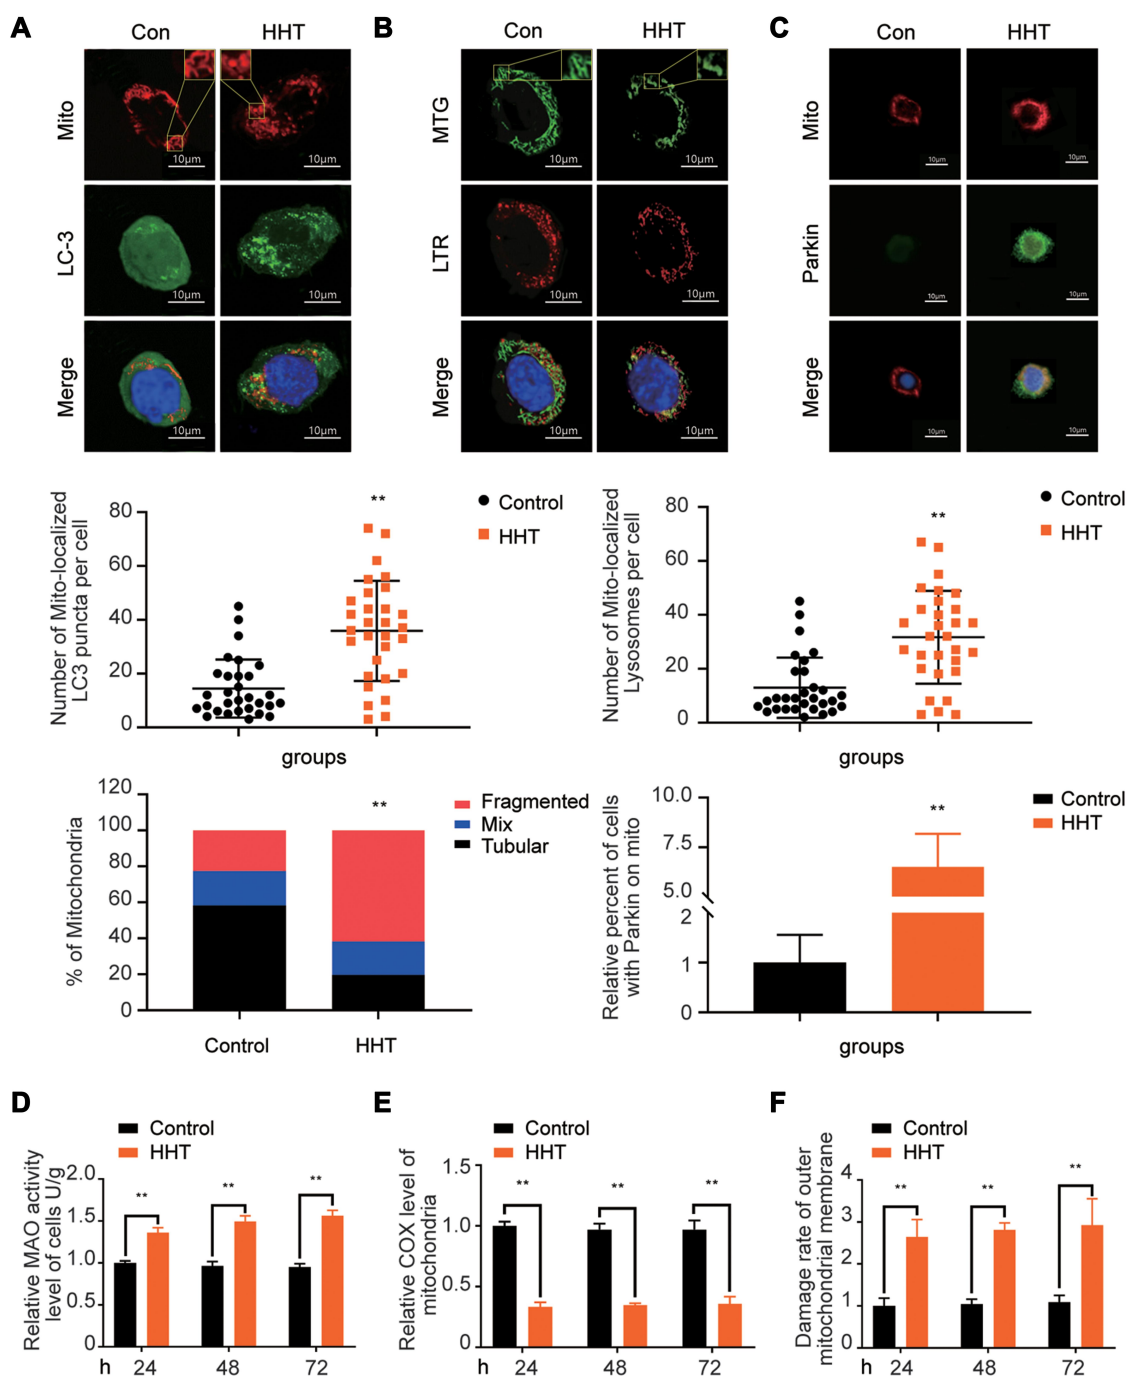 A B C
Con HHT Con HHT Con HHT
Mito MTG Mito
10μm 10μm 10μm 10μm 10μm 10μm
LC-3 LTR Parkin
10μm 10μm 10μm 10μm 10μm 10μm
Merge Merge Merge
10μm 10μm 10μm 10μm 10μm 10μm
Number of Mito-localized
LC3 puncta per cell
80
60
40
20
0
**
Control
HHT
groups
Number of Mito-localized
Lysosomes per cell
80
60
40
20
0
**
Control
HHT
groups
% of Mitochondria
120
100
80
60
40
20
0
**
Fragmented
Mix
Tubular
Control HHT
Relative percent of cells
with Parkin on mito
10.0
7.5
5.0
2
1
0
**
Control
HHT
groups
D
Control
HHT
Relative MAO activity
level of cells U/g
2.0
1.5
1.0
0.5
0
** ** **
h 24 48 72
E
Control
HHT
Relative COX level of
mitochondria
1.5
1.0
0.5
0
** ** **
h 24 48 72
F
Control
HHT
Damage rate of outer
mitochondrial membrane
4
3
2
1
0
** ** **
h 24 48 72